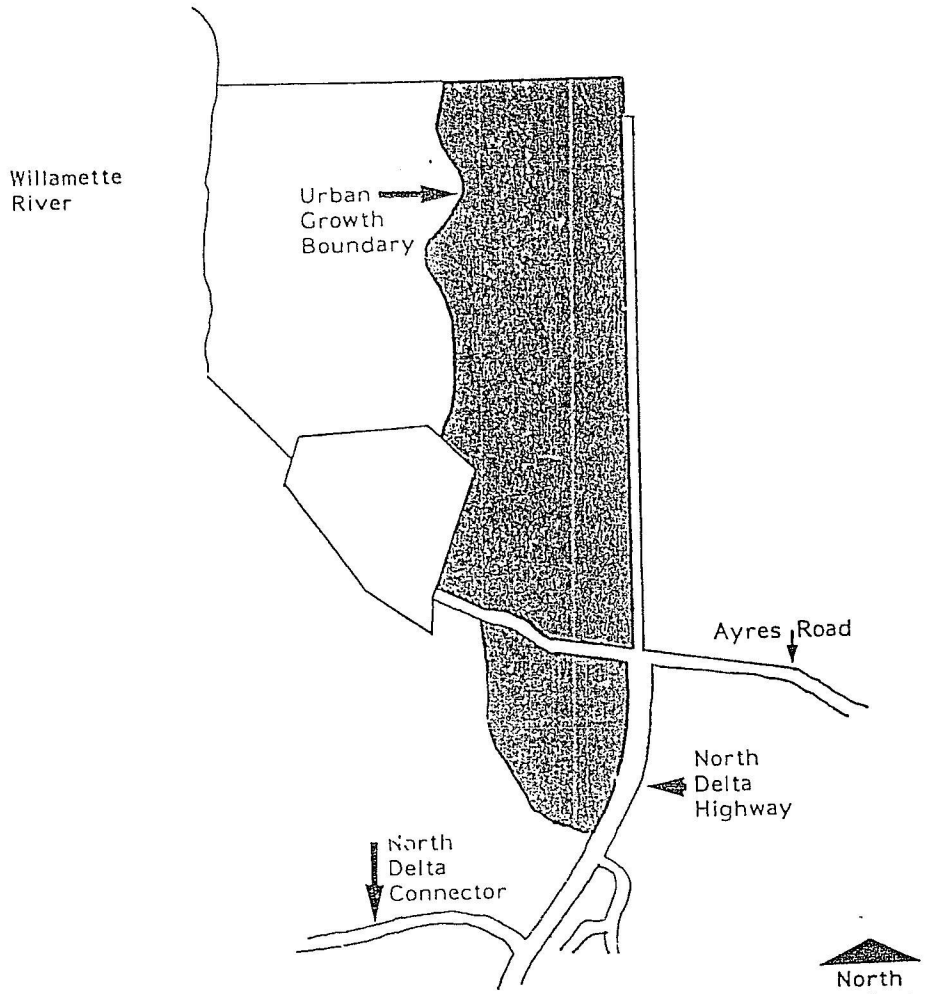 Willamette
River
Urban
Growth
Boundary
Ayres Road
North
Delta
Highway
North
Delta
Connector
North